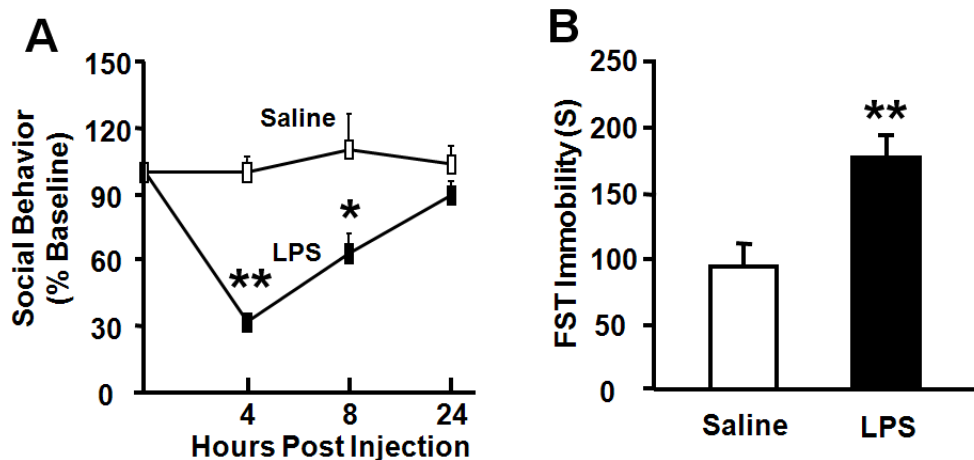 A
Social Behavior
(% Baseline)
150
120
90
60
30
0
Saline
LPS
**
*
4 8 24
Hours Post Injection
B
FST Immobility (S)
250
200
150
100
50
0
**
Saline LPS